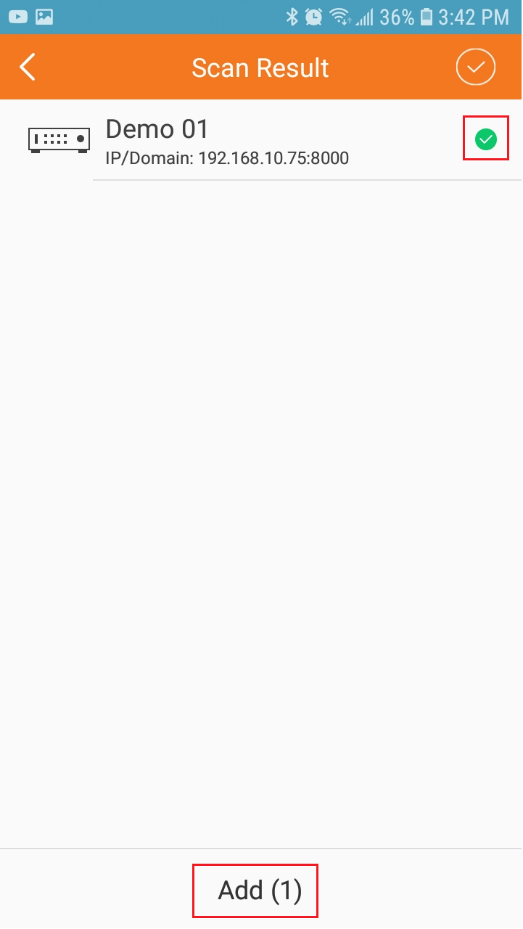 36% 3:42 PM
Scan Result
Demo 01
IP/Domain: 192.168.10.75:8000
Add (1)